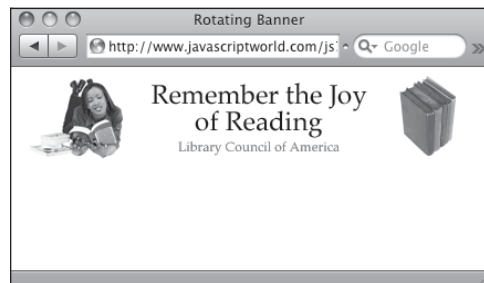 Rotating Banner
http://www.javascriptworld.com/js
Google
Remember the Joy
of Reading
Library Council of America